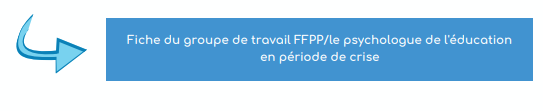 Fiche du groupe de travail FFPP/le psychologue de l'éducation
en période de crise